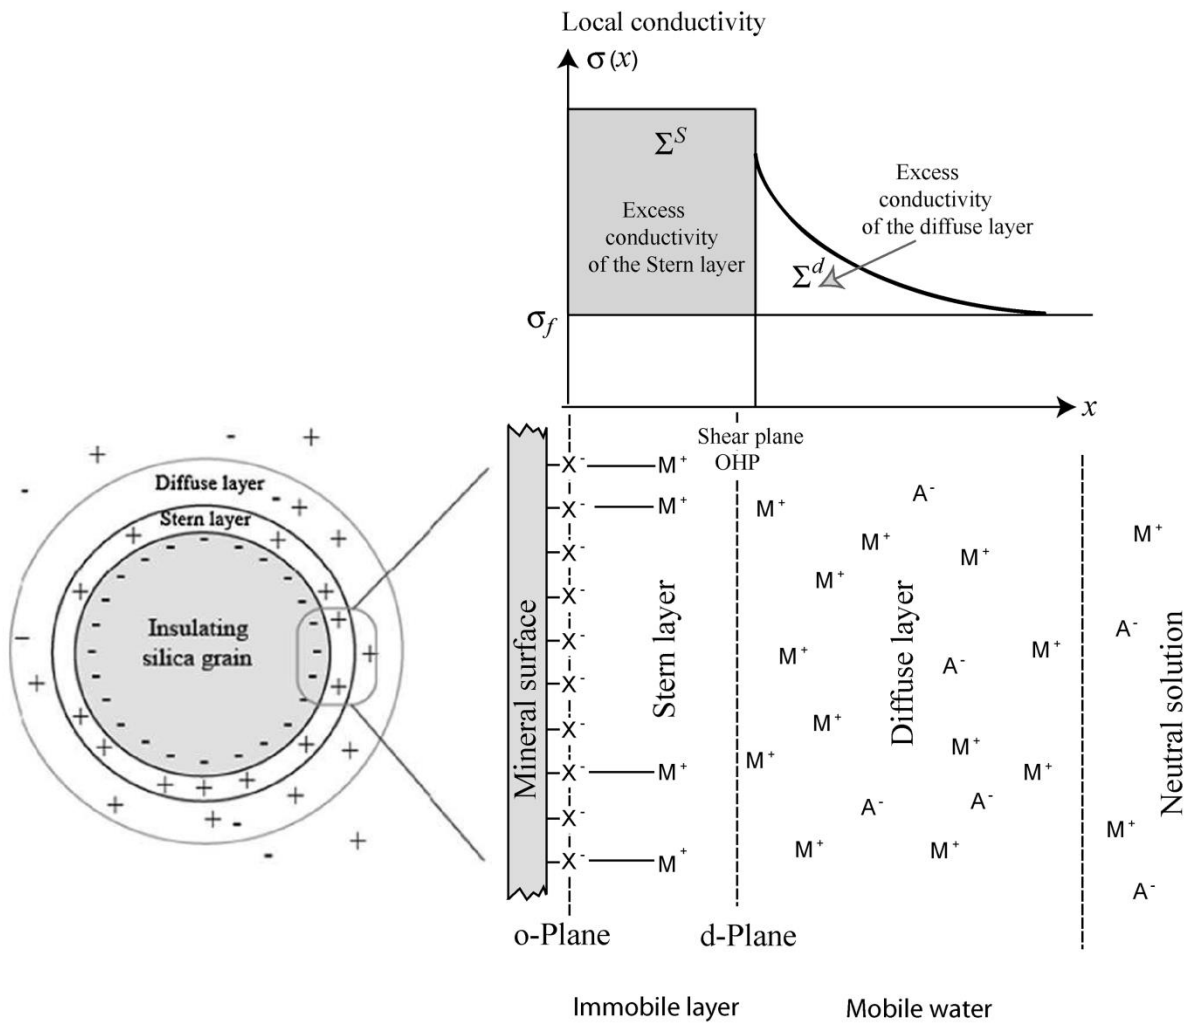 Local conductivity
σ(x)
Σ^S
Excess
conductivity
of the Stern layer
Excess
conductivity
of the diffuse layer
Σ^d
σ_f
x
Shear plane
OHP
Diffuse layer
Stern layer
Insulating
silica grain
- + + - - + + + + + + + + - + + + + + + + + + + + - + - +
Mineral surface
X⁻ M⁺
X⁻ M⁺
X⁻
X⁻
X⁻
X⁻
X⁻
X⁻ M⁺
X⁻
X⁻ M⁺
Stern layer
M⁺ A⁻
M⁺ M⁺
M⁺
M⁺ A⁻ M⁺
M⁺ M⁺
M⁺ M⁺
A⁻ A⁻
M⁺ M⁺
Diffuse layer
M⁺
A⁻
M⁺
A⁻
Neutral solution
o-Plane
d-Plane
Immobile layer
Mobile water